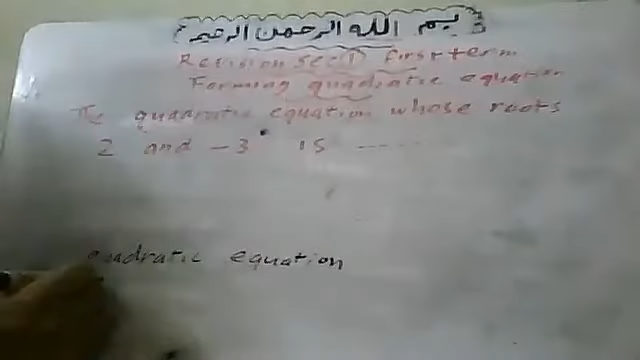 بسم الله الرحمن الرحيم
Revision sec 1 first term
Forming quadratic equation
The quadratic equation whose roots
2 and -3 is ------
quadratic equation